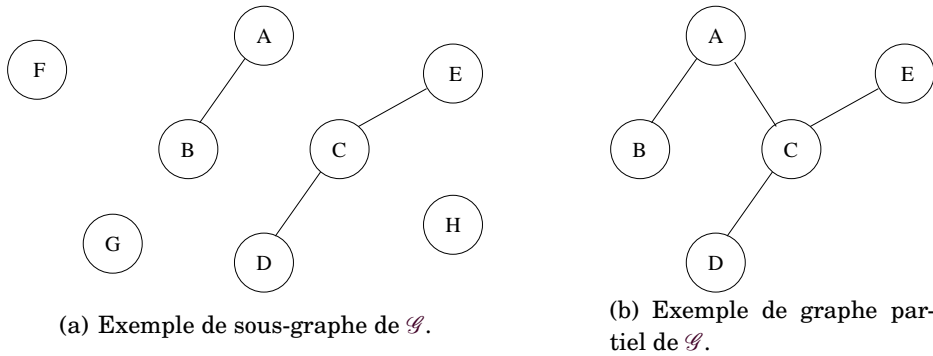 A
F
E
B
C
G
D
H
(a) Exemple de sous-graphe de 𝒢.
A
E
B
C
D
(b) Exemple de graphe par-
tiel de 𝒢.